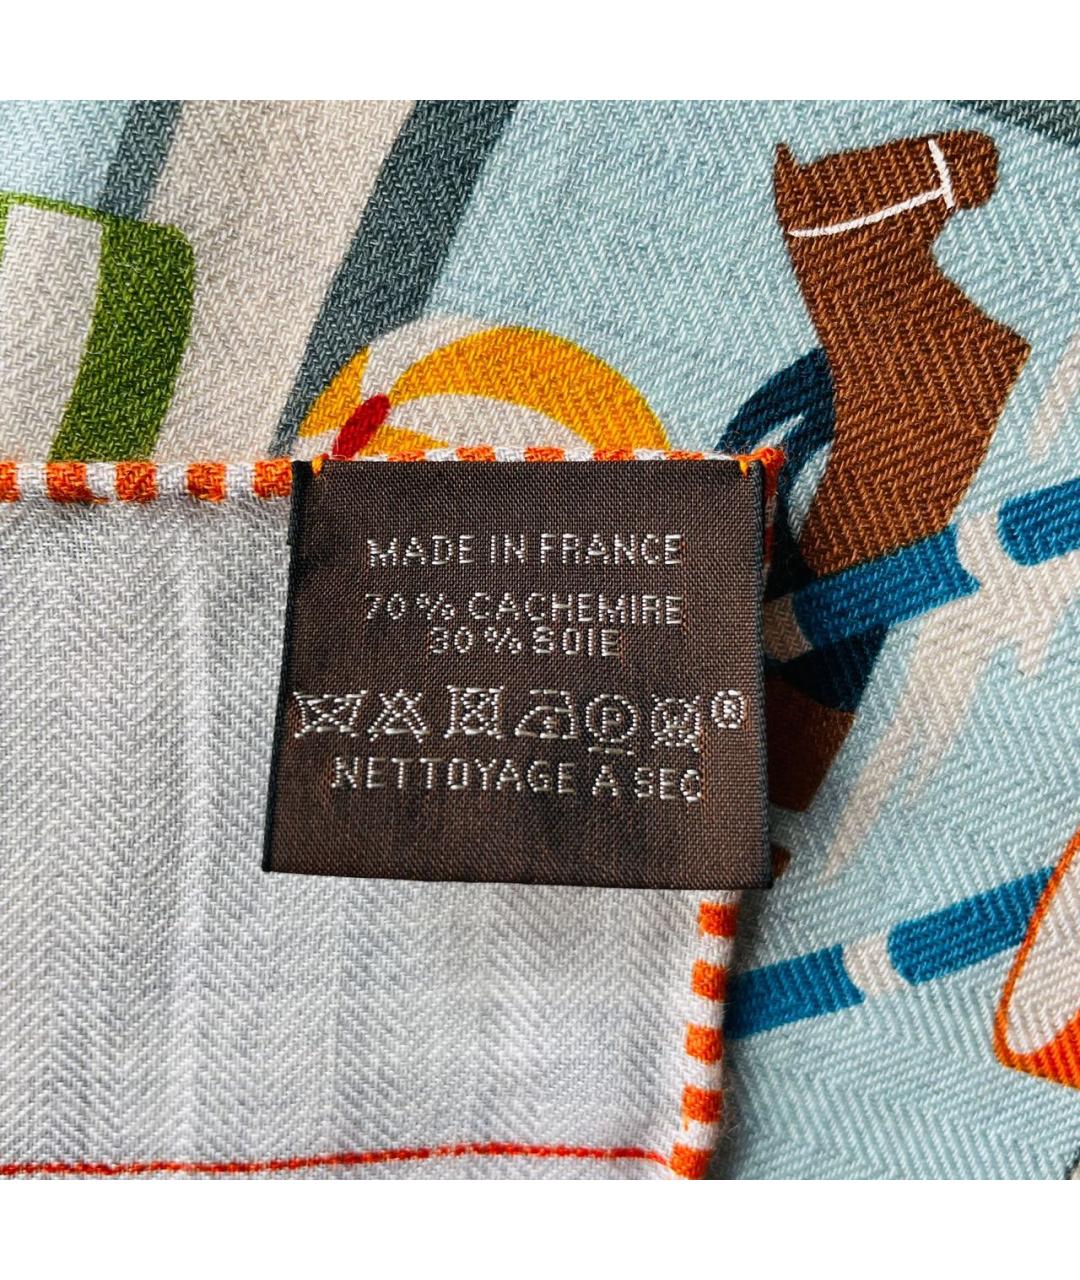 MADE IN FRANCE
70 % CACHEMIRE
30 % SOIE
P
NETTOYAGE A SEC